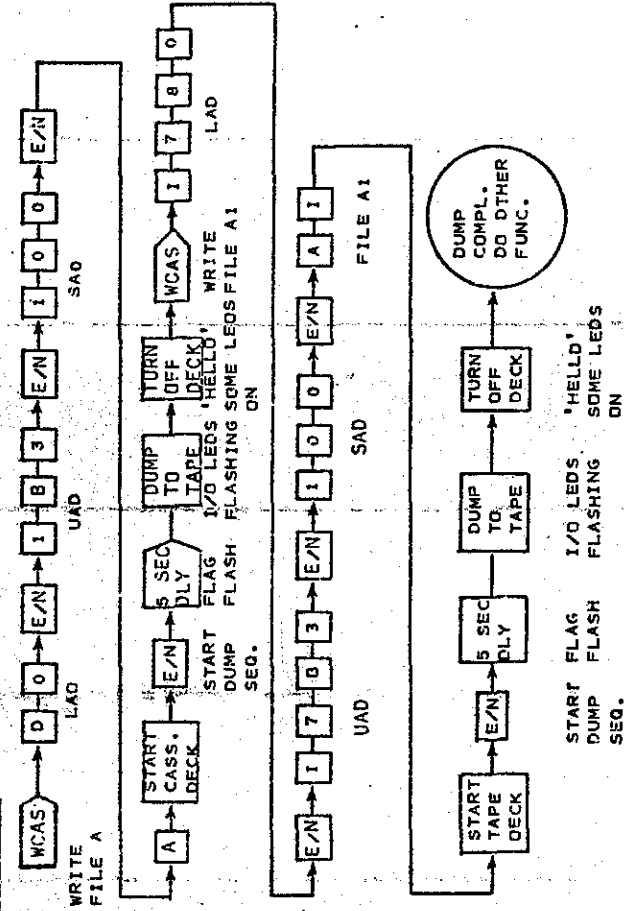 WCAS D 0 E/N 1 B 3 E/N 1 0 0 E/N
LAD UAD SAD
WRITE
FILE A
A
START
CASS.
DECK
E/N
5 SEC
DLY
DUMP
TO
TAPE
TURN
OFF
DECK
WCAS
I 7 8 0
START
DUMP
SEQ.
FLAG
FLASH
I/O LEDS
FLASHING
'HELLO'
SOME LEDS
ON
WRITE
FILE A1
LAD
E/N I 7 B 3 E/N 1 0 0 E/N A I
UAD SAD FILE A1
START
TAPE
DECK
E/N
5 SEC
DLY
DUMP
TO
TAPE
TURN
OFF
DECK
DUMP
COMPL.
DO OTHER
FUNC.
START
DUMP
SEQ.
FLAG
FLASH
I/O LEDS
FLASHING
'HELLO'
SOME LEDS
ON